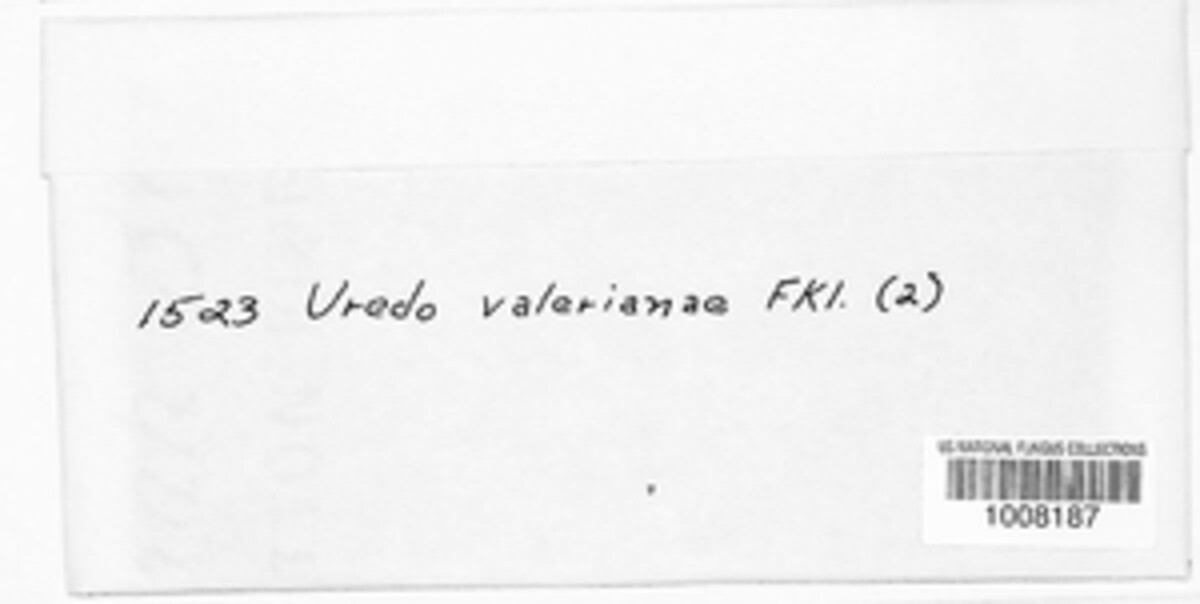 1523 Uredo valerianae FKl. (2)
US NATIONAL FUNGUS COLLECTIONS
1008187